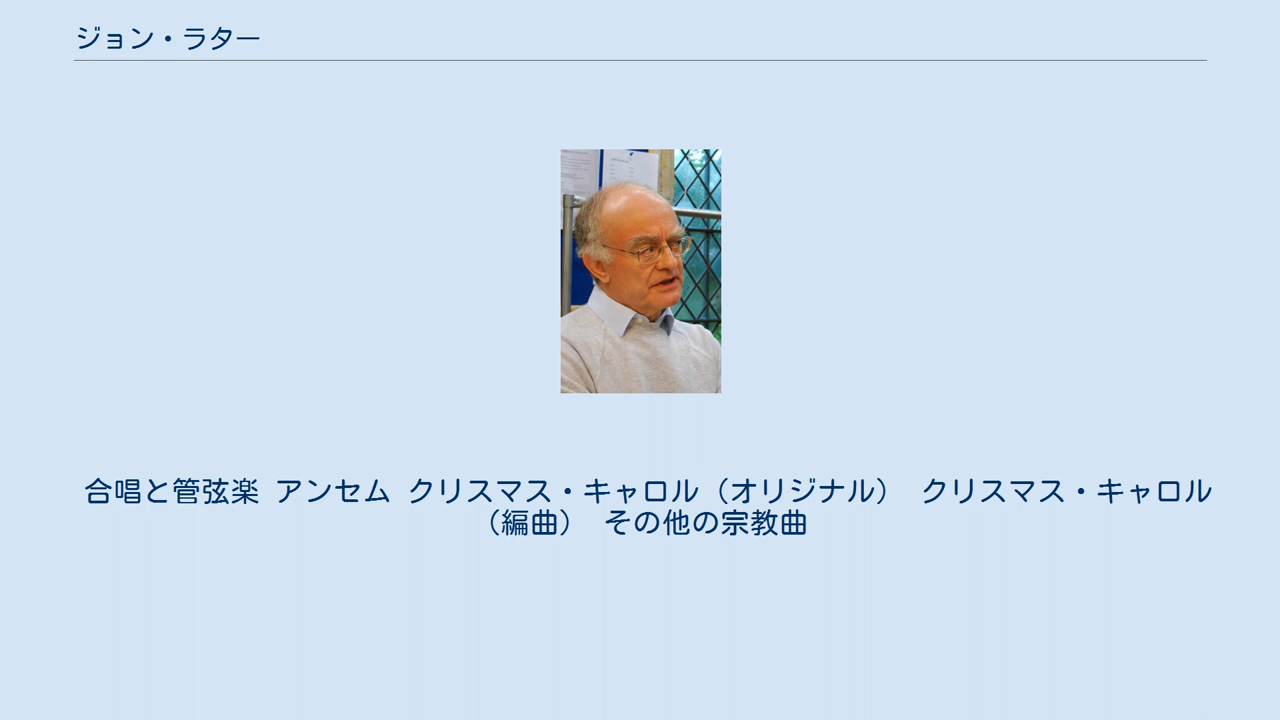 ジョン・ラター
合唱と管弦楽 アンセム クリスマス・キャロル（オリジナル） クリスマス・キャロル
（編曲） その他の宗教曲